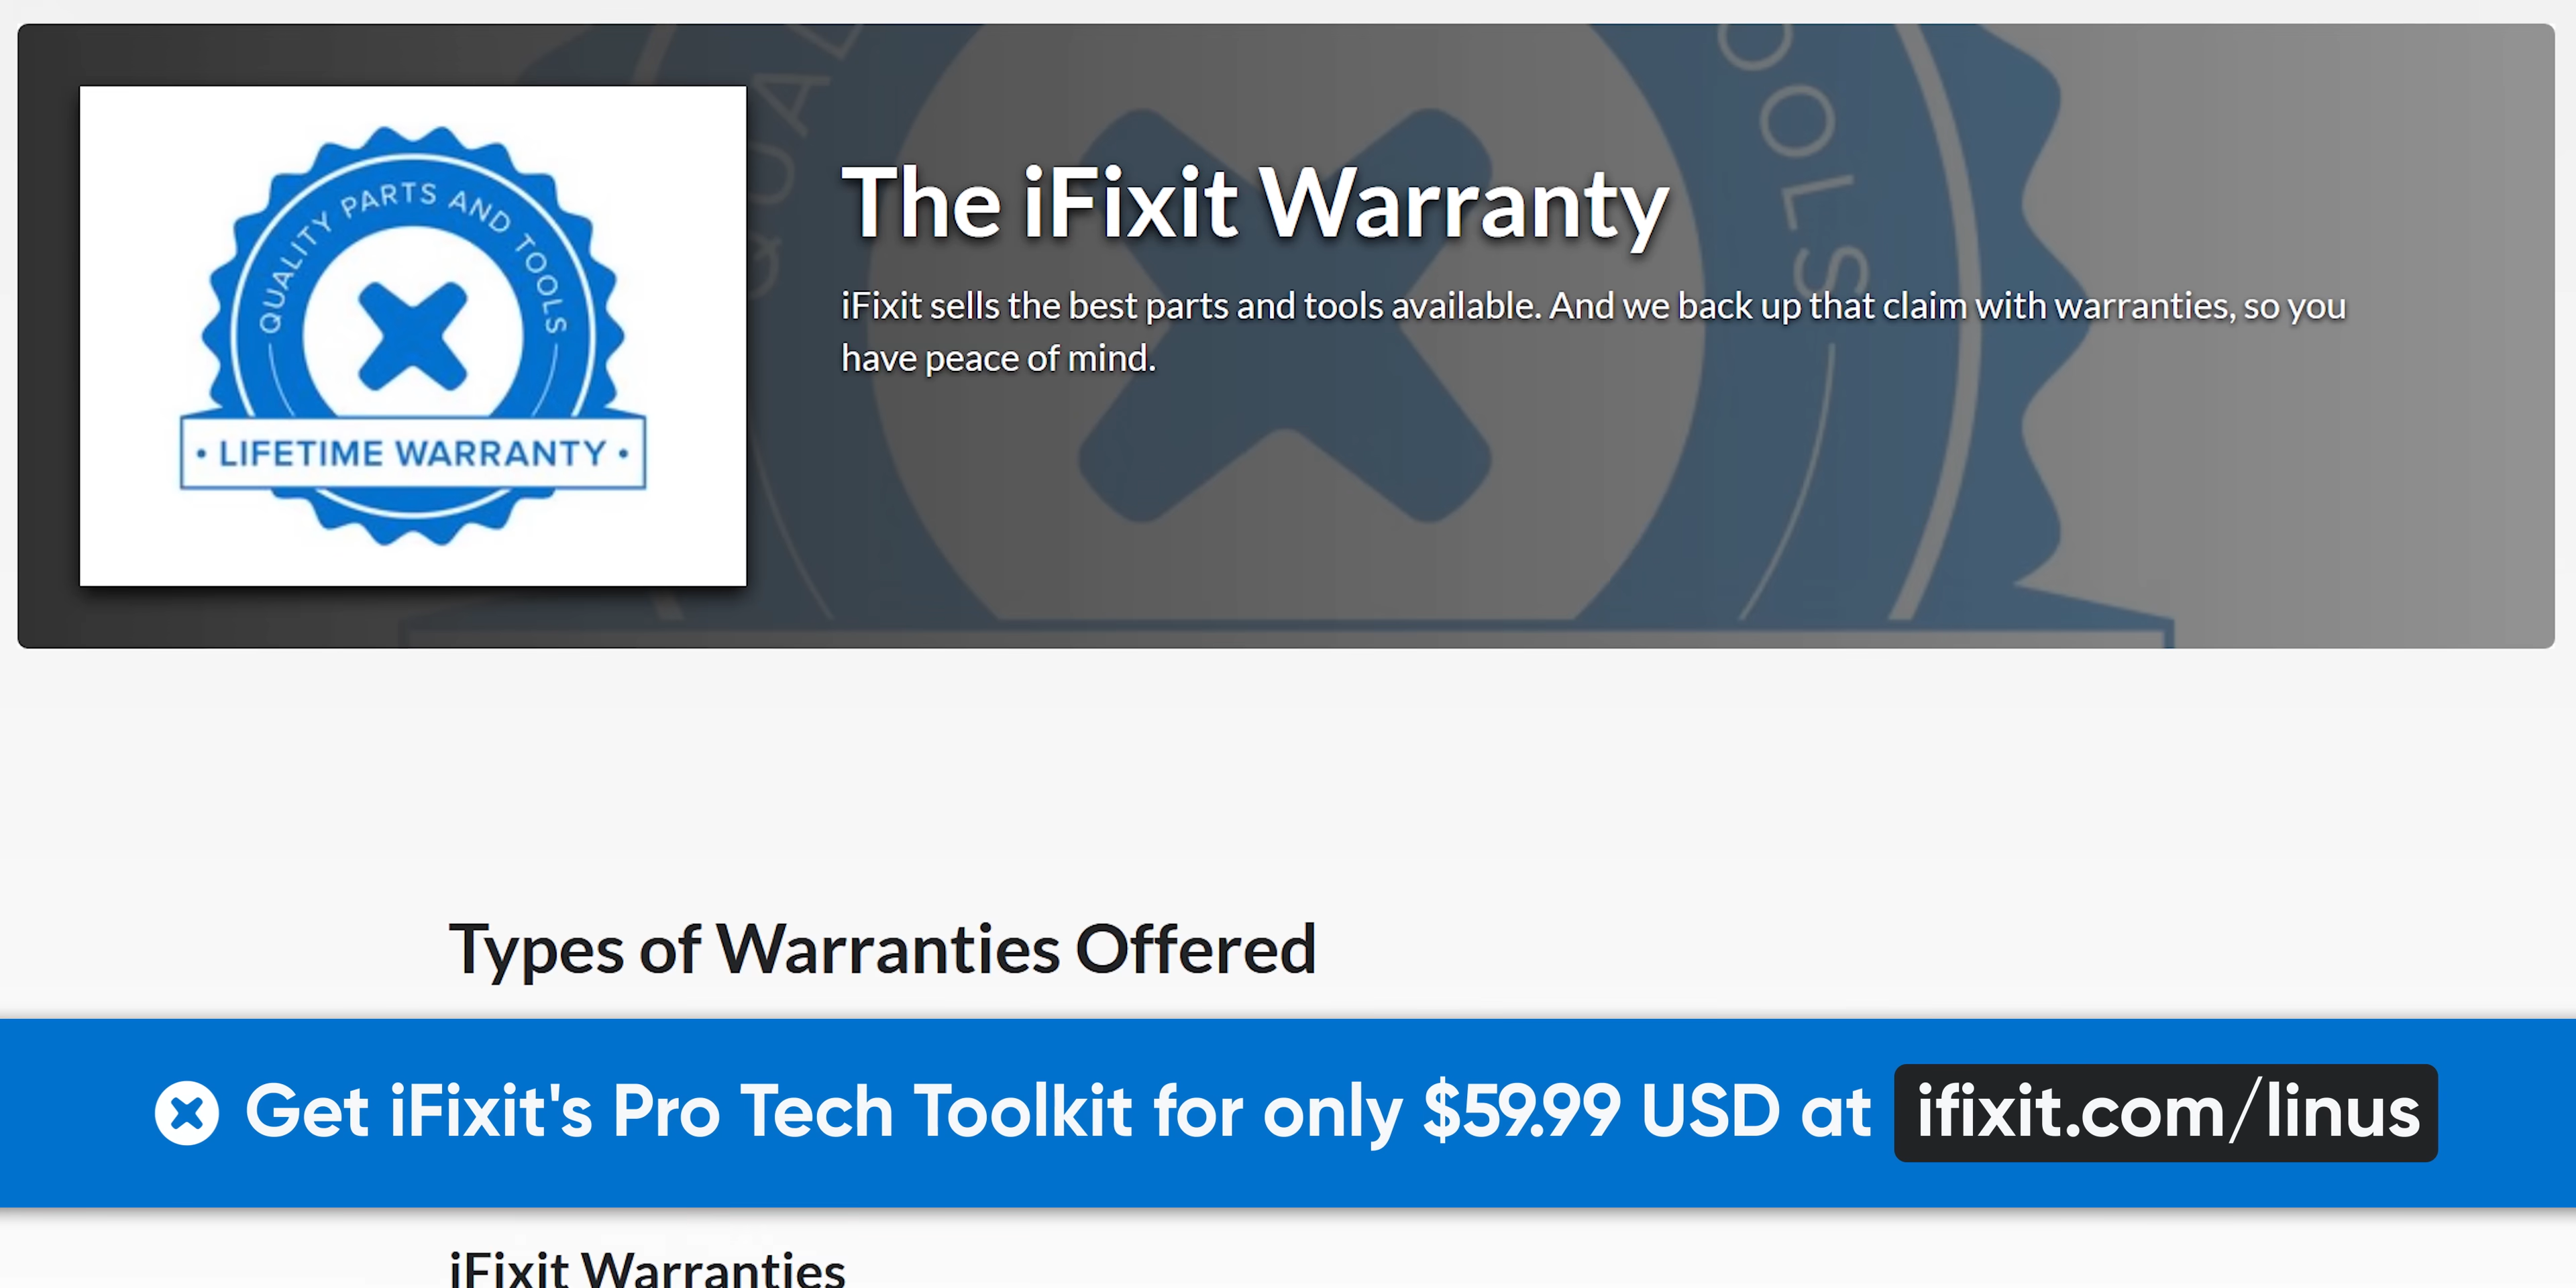 QUALITY PARTS AND TOOLS
• LIFETIME WARRANTY •
The iFixit Warranty
iFixit sells the best parts and tools available. And we back up that claim with warranties, so you
have peace of mind.
QUAL
OOLS
Types of Warranties Offered
Get iFixit's Pro Tech Toolkit for only $59.99 USD at ifixit.com/linus
iFixit Warranties